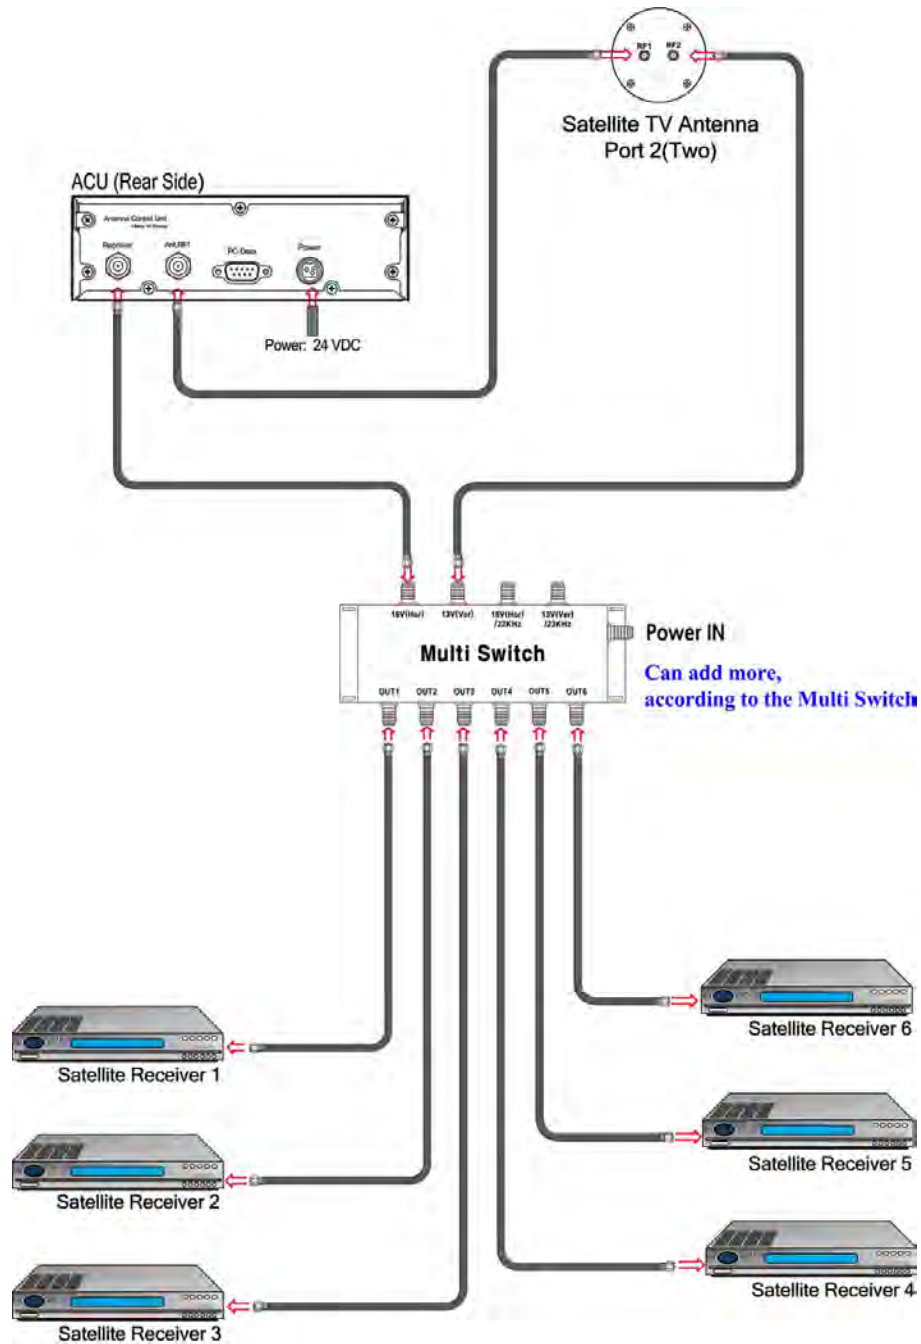 RF1 RF2
Satellite TV Antenna
Port 2(Two)
ACU (Rear Side)
Antenna Control Unit
Receiver
Ant.RF1
PC-Data
Power
Power: 24 VDC
18V(Hor)
13V(Ver)
18V(Hor)
/22KHz
13V(Ver)
/22KHz
Multi Switch
Power IN
Can add more,
according to the Multi Switch
OUT1 OUT2 OUT3 OUT4 OUT5 OUT6
Satellite Receiver 6
Satellite Receiver 1
Satellite Receiver 5
Satellite Receiver 2
Satellite Receiver 4
Satellite Receiver 3